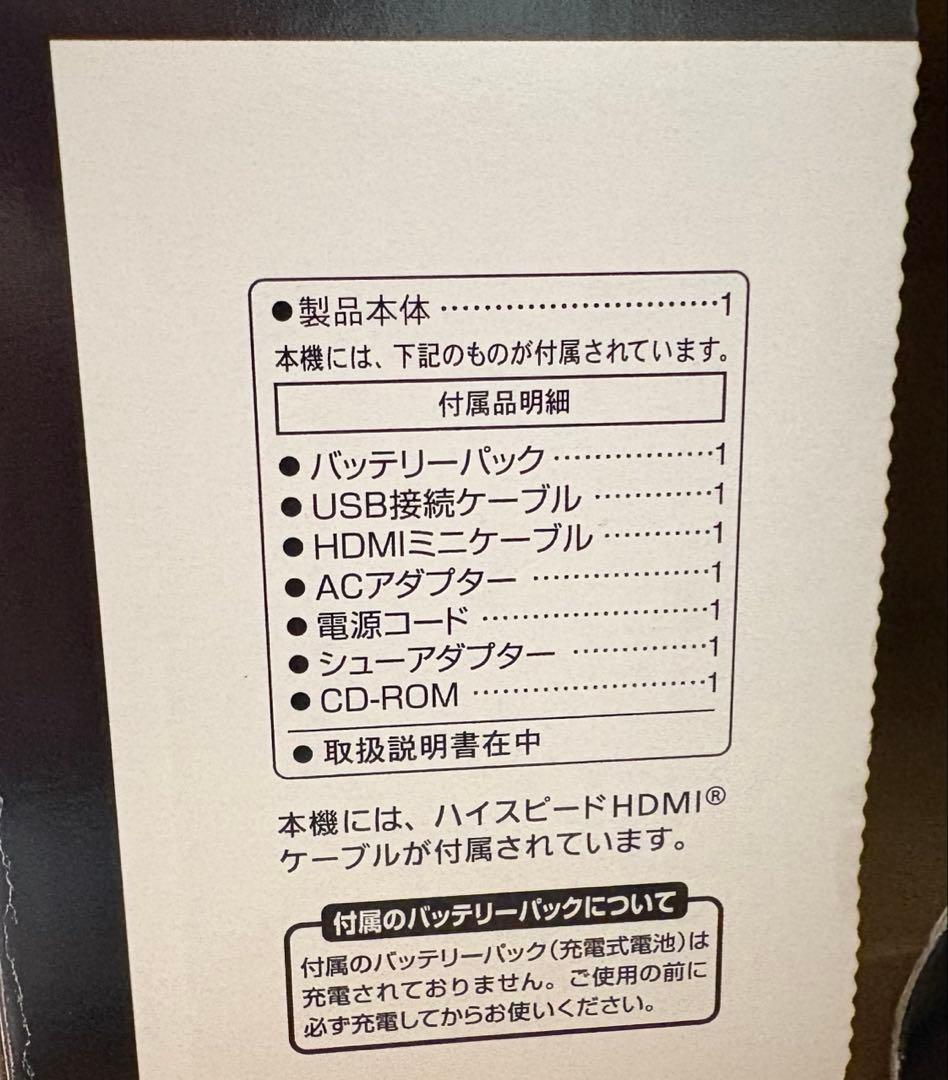 ●製品本体‥‥‥‥‥‥‥‥‥1
本機には、下記のものが付属されています。
付属品明細
●バッテリーパック‥‥‥‥‥1
●USB接続ケーブル‥‥‥‥1
●HDMIミニケーブル‥‥‥‥1
●ACアダプター‥‥‥‥‥‥1
●電源コード‥‥‥‥‥‥‥‥1
●シューアダプター‥‥‥‥‥1
●CD-ROM‥‥‥‥‥‥‥‥1
●取扱説明書在中
本機には、ハイスピードHDMI®
ケーブルが付属されています。
付属のバッテリーパックについて
付属のバッテリーパック(充電式電池)は
充電されておりません。ご使用の前に
必ず充電してからお使いください。